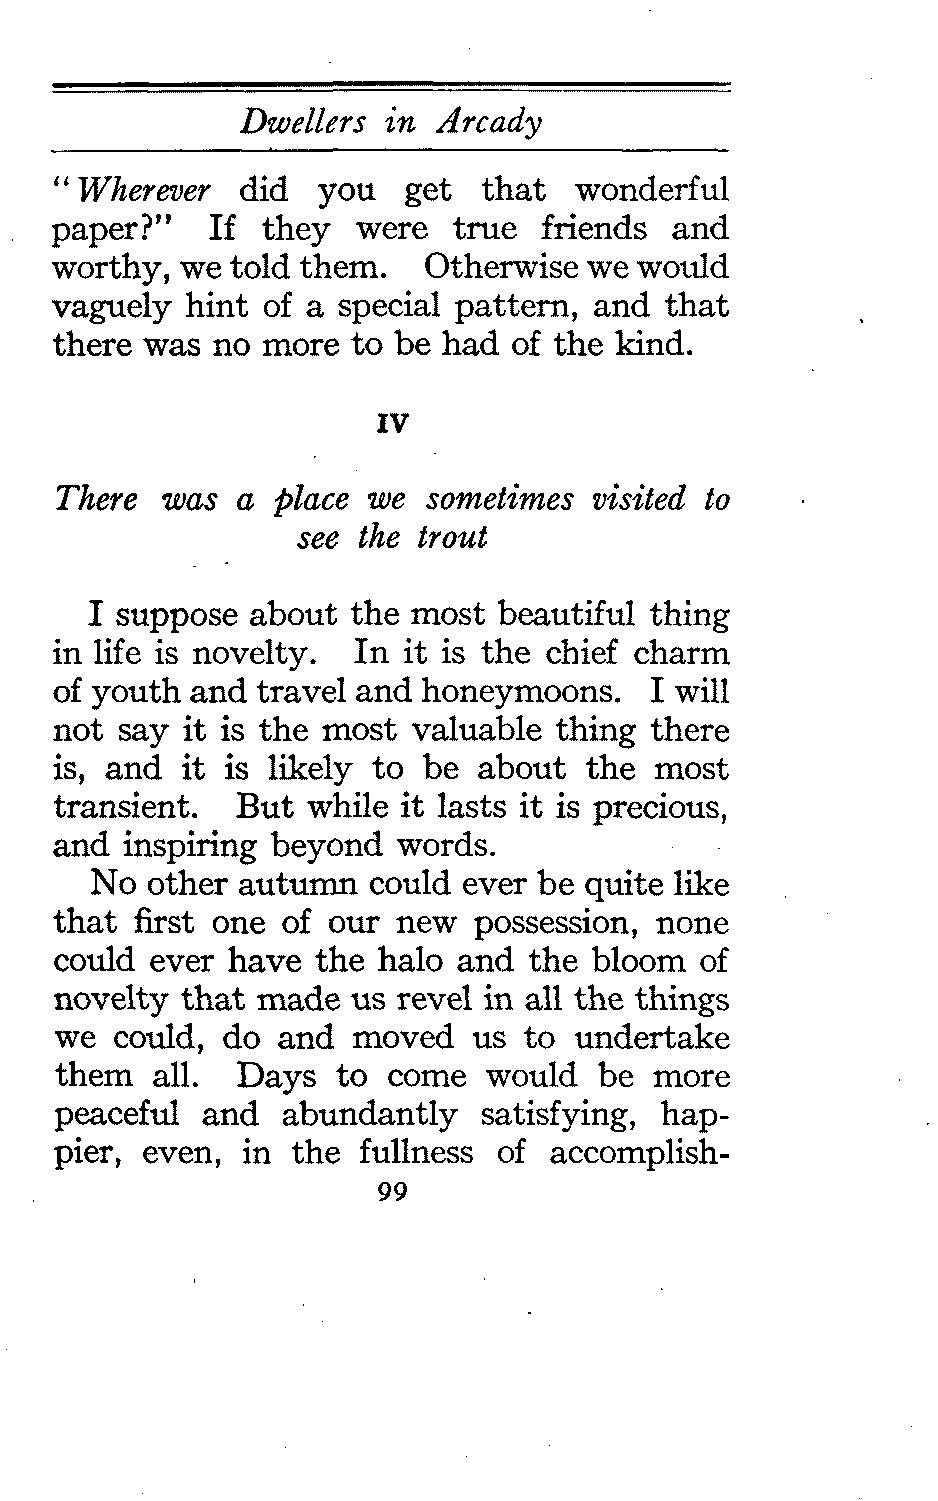 Dwellers in Arcady
"Wherever did you get that wonderful
paper?" If they were true friends and
worthy, we told them. Otherwise we would
vaguely hint of a special pattern, and that
there was no more to be had of the kind.
IV
There was a place we sometimes visited to
see the trout
I suppose about the most beautiful thing
in life is novelty. In it is the chief charm
of youth and travel and honeymoons. I will
not say it is the most valuable thing there
is, and it is likely to be about the most
transient. But while it lasts it is precious,
and inspiring beyond words.
No other autumn could ever be quite like
that first one of our new possession, none
could ever have the halo and the bloom of
novelty that made us revel in all the things
we could, do and moved us to undertake
them all. Days to come would be more
peaceful and abundantly satisfying, hap-
pier, even, in the fullness of accomplish-
99